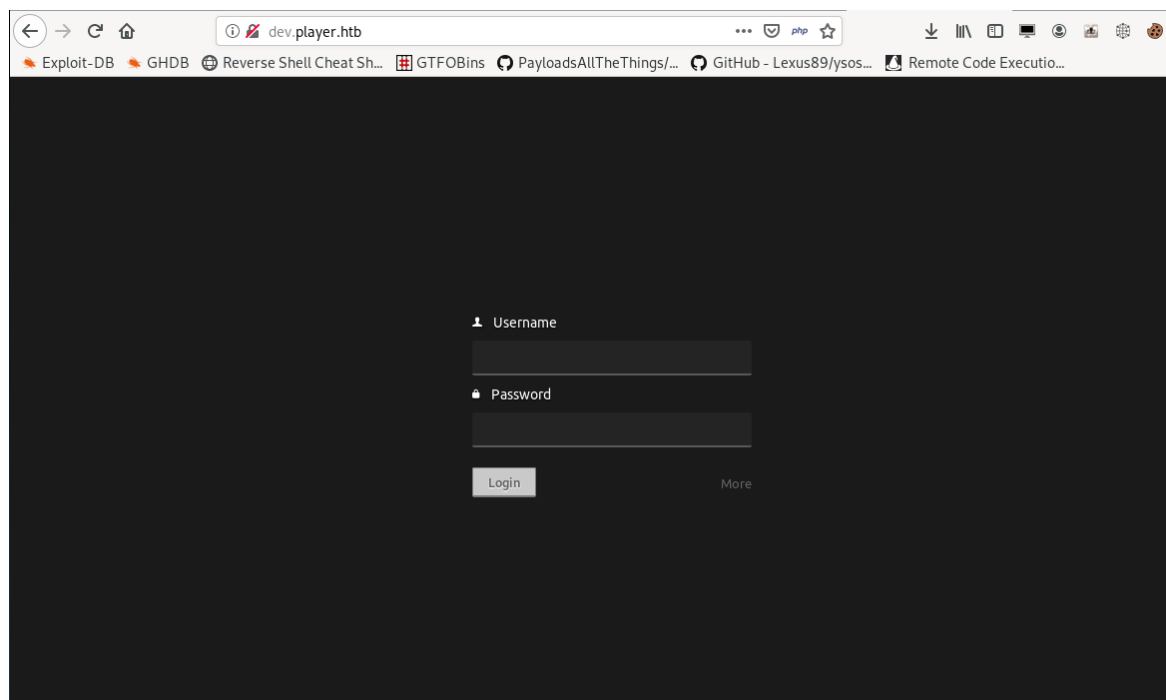 dev.player.htb
php
Exploit-DB GHDB Reverse Shell Cheat Sh... GTFOBins PayloadsAllTheThings/... GitHub - Lexus89/ysos... Remote Code Executio...
Username
Password
Login More